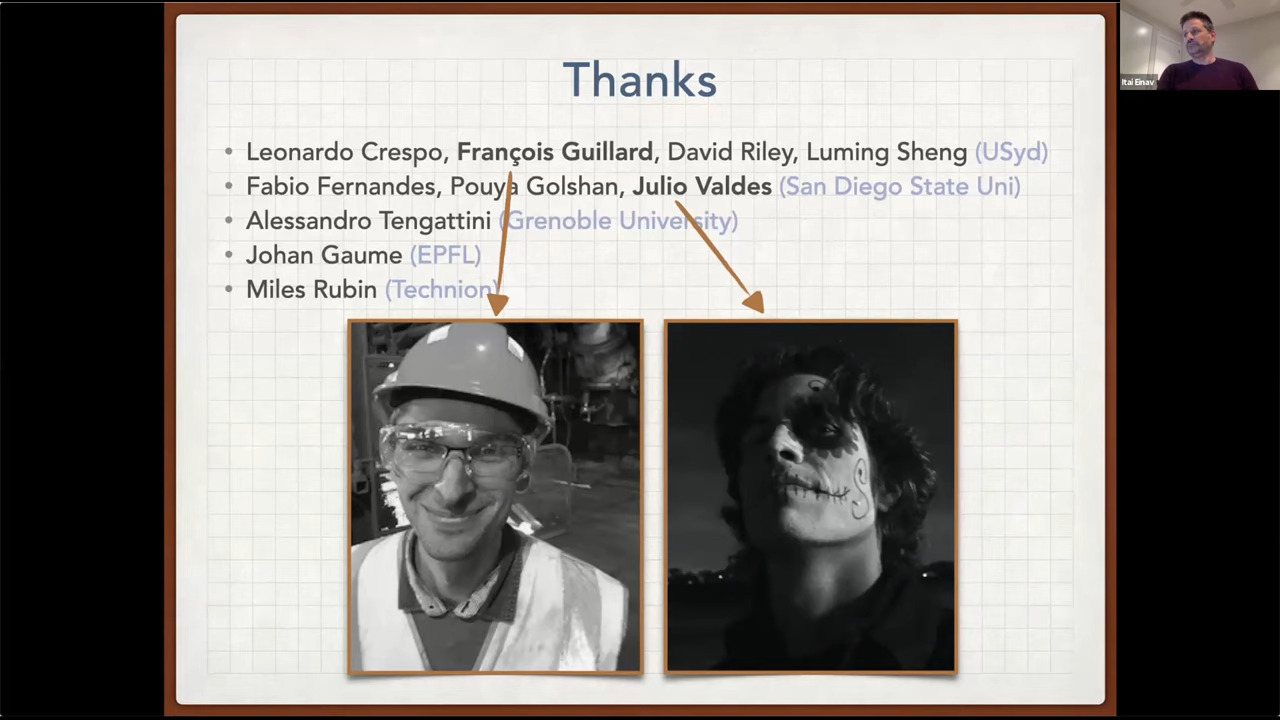 Thanks
• Leonardo Crespo, François Guillard, David Riley, Luming Sheng (USyd)
• Fabio Fernandes, Pouya Golshan, Julio Valdes (San Diego State Uni)
• Alessandro Tengattini (Grenoble University)
• Johan Gaume (EPFL)
• Miles Rubin (Technion)
Itai Einav